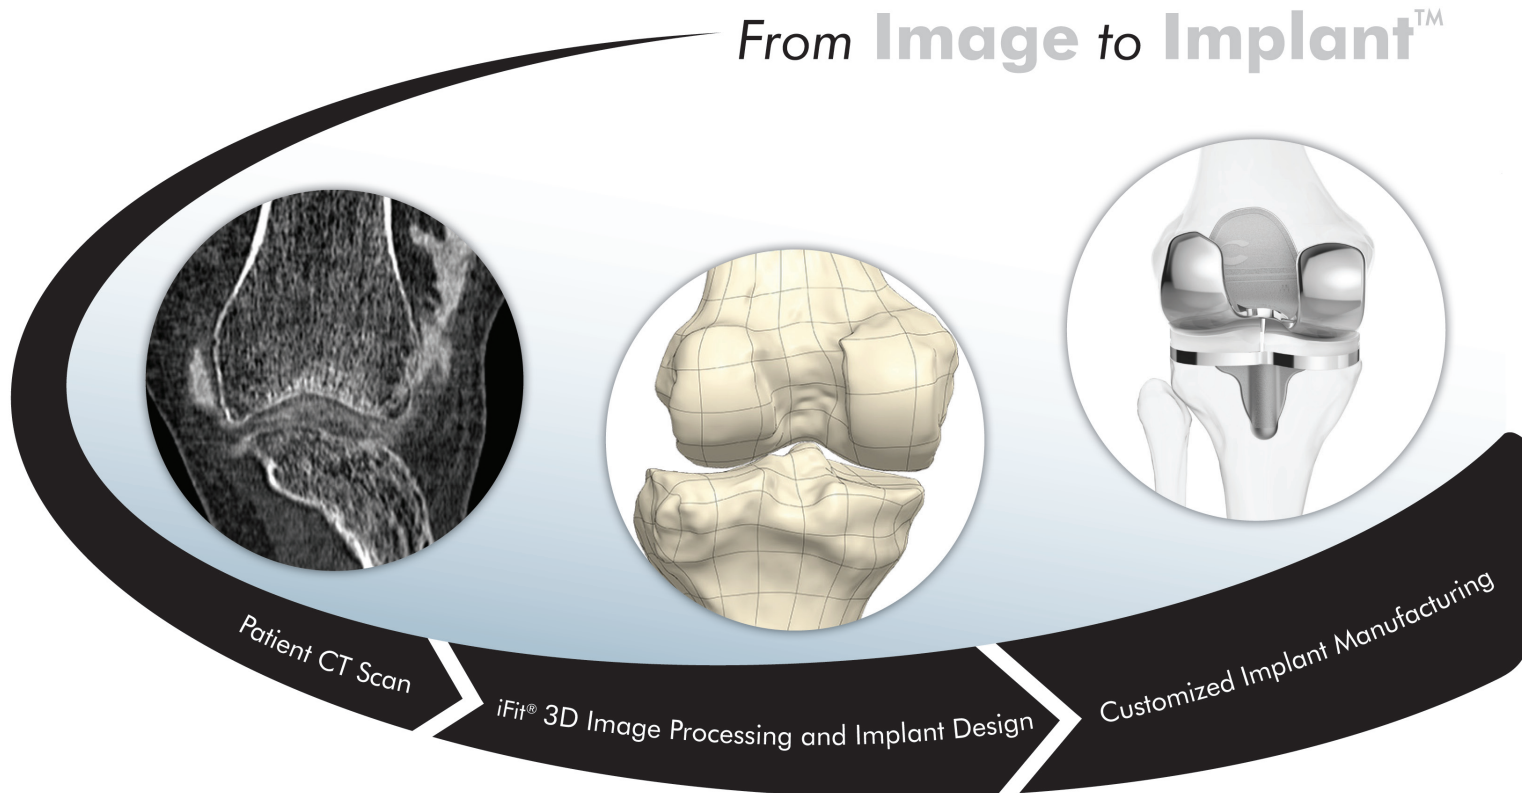 From Image to Implant™
Patient CT Scan
iFit® 3D Image Processing and Implant Design
Customized Implant Manufacturing